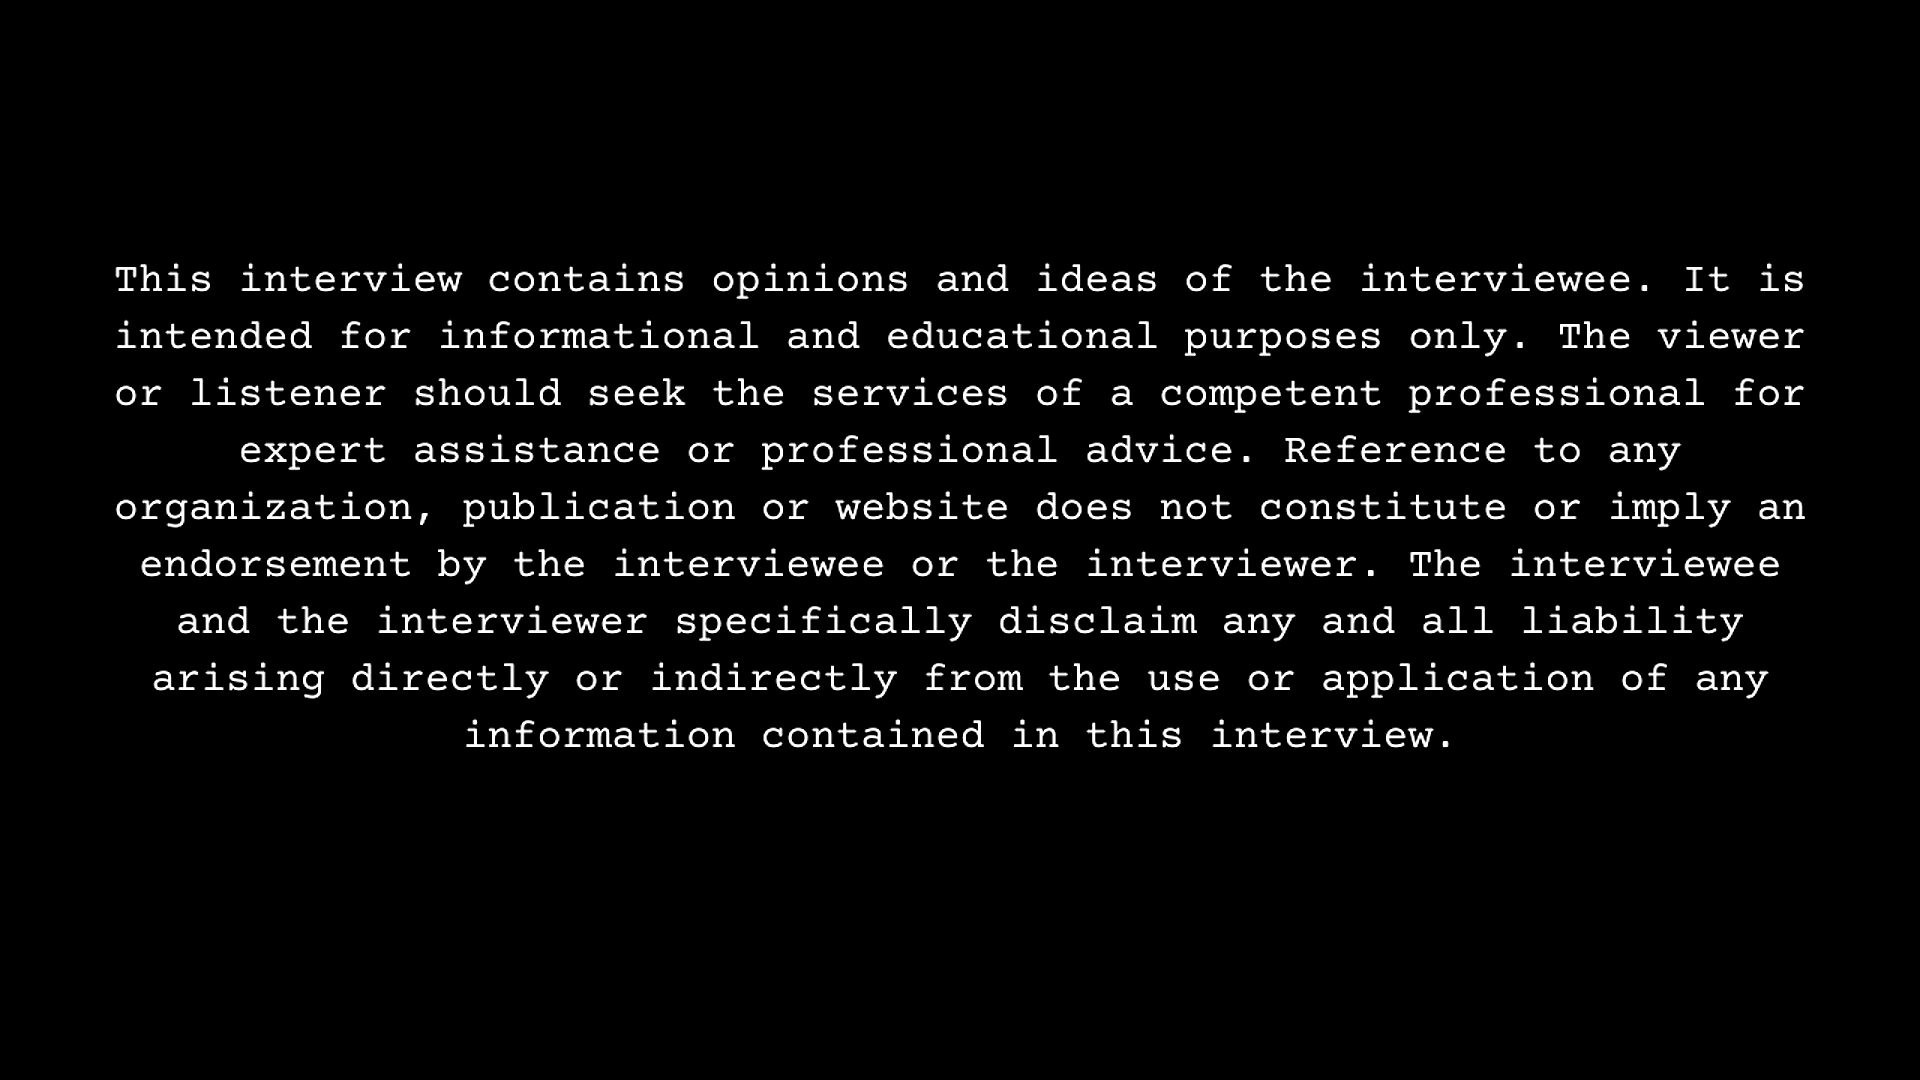 This interview contains opinions and ideas of the interviewee. It is
intended for informational and educational purposes only. The viewer
or listener should seek the services of a competent professional for
expert assistance or professional advice. Reference to any
organization, publication or website does not constitute or imply an
endorsement by the interviewee or the interviewer. The interviewee
and the interviewer specifically disclaim any and all liability
arising directly or indirectly from the use or application of any
information contained in this interview.